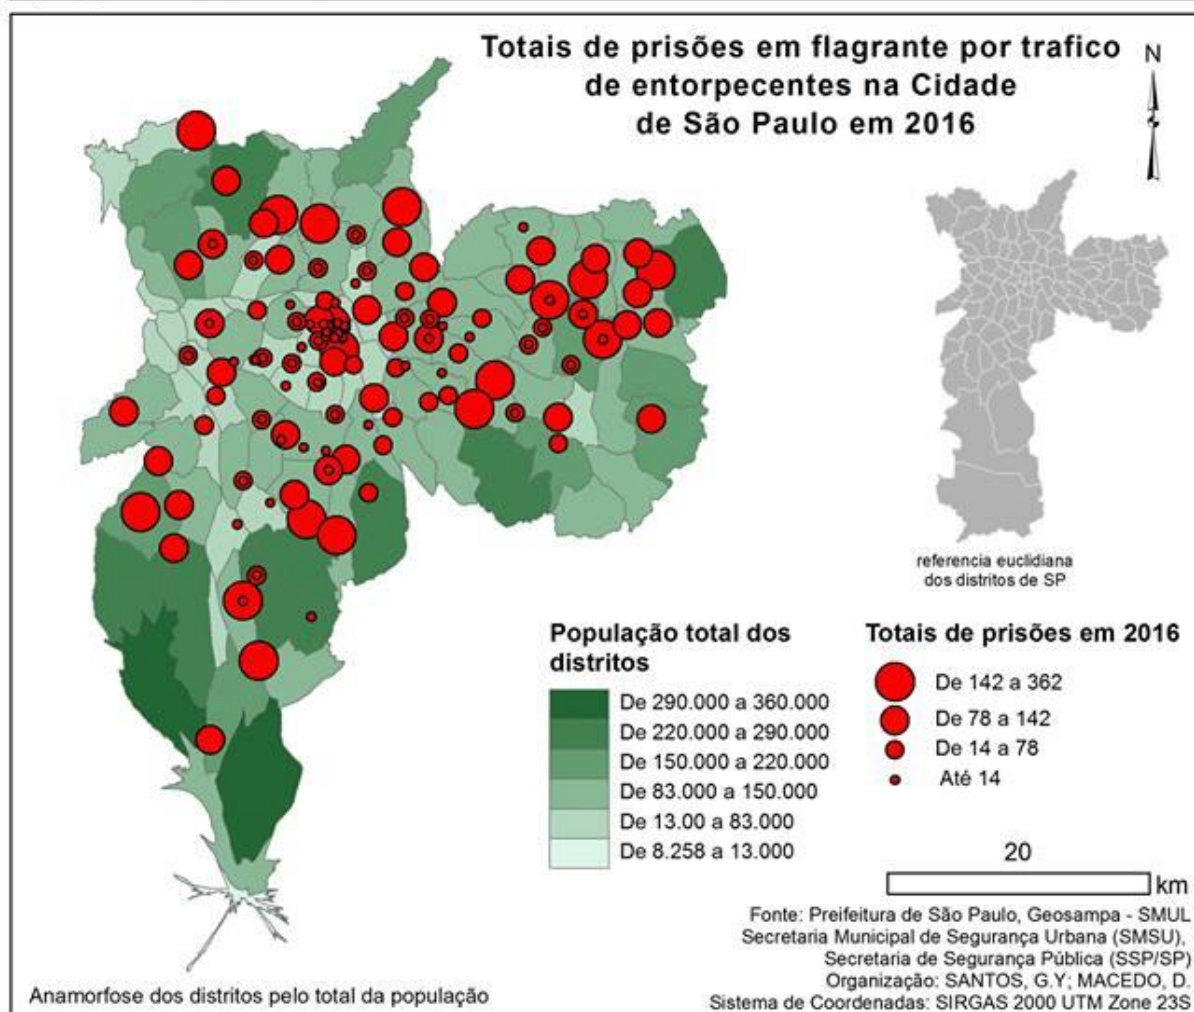 Totais de prisões em flagrante por trafico
de entorpecentes na Cidade
de São Paulo em 2016
N
referencia euclidiana
dos distritos de SP
População total dos
distritos
De 290.000 a 360.000
De 220.000 a 290.000
De 150.000 a 220.000
De 83.000 a 150.000
De 13.00 a 83.000
De 8.258 a 13.000
Totais de prisões em 2016
De 142 a 362
De 78 a 142
De 14 a 78
Até 14
20
km
Fonte: Preifeitura de São Paulo, Geosampa - SMUL
Secretaria Municipal de Segurança Urbana (SMSU),
Secretaria de Segurança Pública (SSP/SP)
Organização: SANTOS, G.Y; MACEDO, D.
Sistema de Coordenadas: SIRGAS 2000 UTM Zone 23S
Anamorfose dos distritos pelo total da população